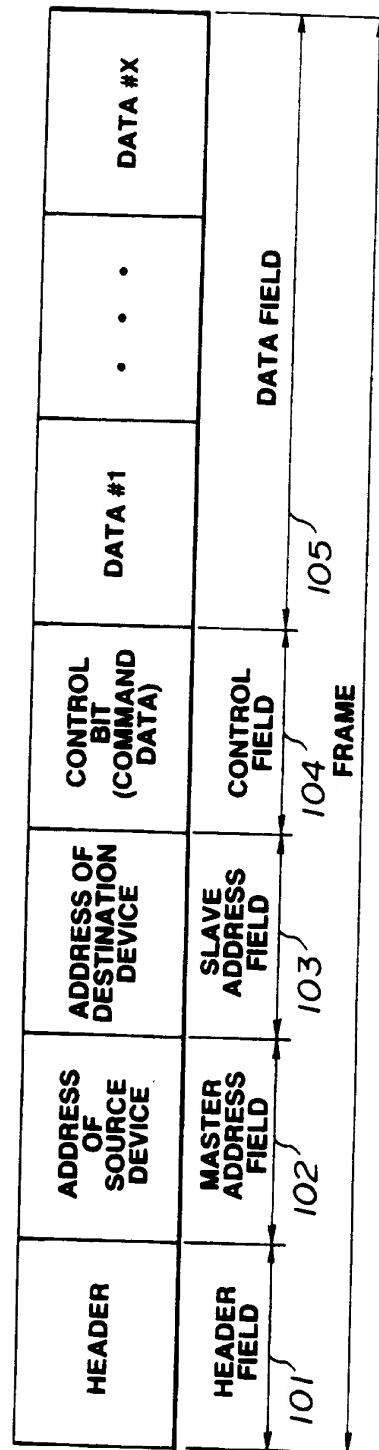 HEADER
ADDRESS
OF
SOURCE
DEVICE
ADDRESS OF
DESTINATION
DEVICE
CONTROL
BIT
(COMMAND
DATA)
DATA #1
• • •
DATA #X
HEADER
FIELD
MASTER
ADDRESS
FIELD
SLAVE
ADDRESS
FIELD
CONTROL
FIELD
DATA FIELD
101
102
103
104
105
FRAME